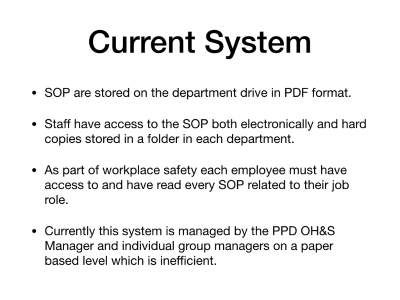 Current System
• SOP are stored on the department drive in PDF format.
• Staff have access to the SOP both electronically and hard
copies stored in a folder in each department.
• As part of workplace safety each employee must have
access to and have read every SOP related to their job
role.
• Currently this system is managed by the PPD OH&S
Manager and individual group managers on a paper
based level which is inefficient.